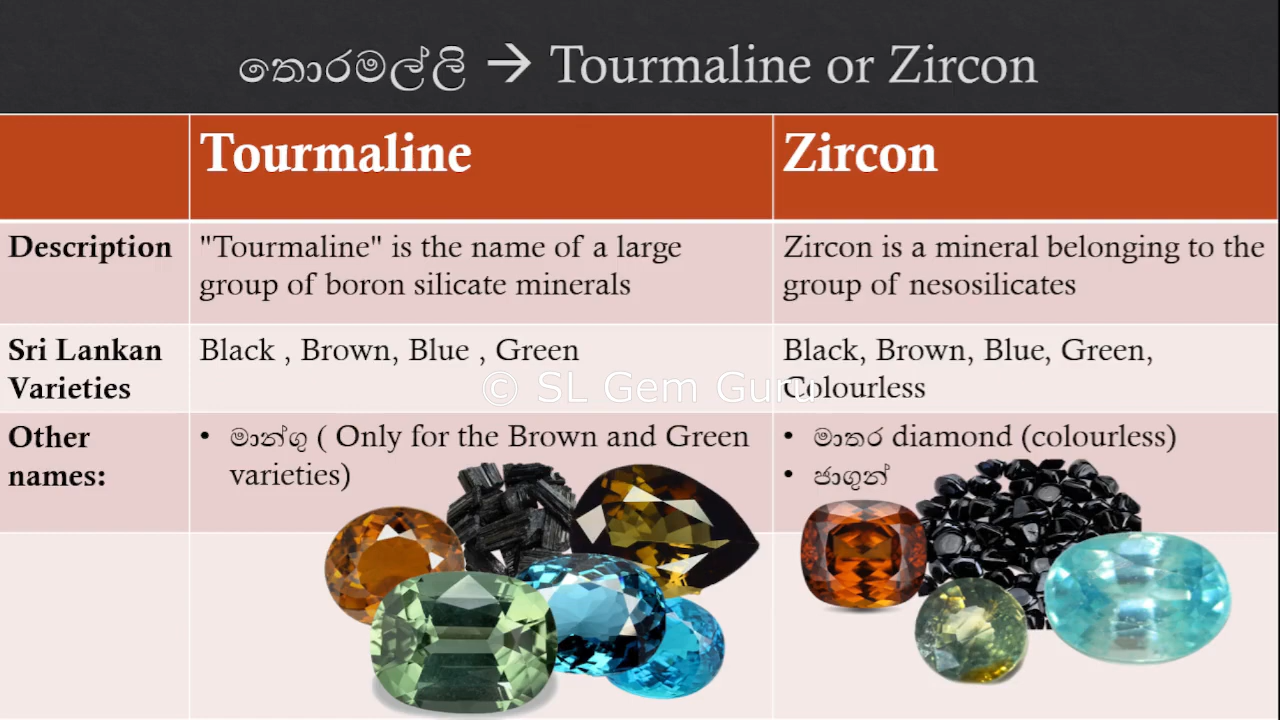 තොරමල්ලි → Tourmaline or Zircon
Tourmaline
Zircon
Description
"Tourmaline" is the name of a large
group of boron silicate minerals
Zircon is a mineral belonging to the
group of nesosilicates
Sri Lankan
Varieties
Black , Brown, Blue , Green
Black, Brown, Blue, Green,
Colourless
© SL Gem Guru
Other
names:
• මාන්ගු ( Only for the Brown and Green
varieties)
• මාතර diamond (colourless)
• ජාගුන්